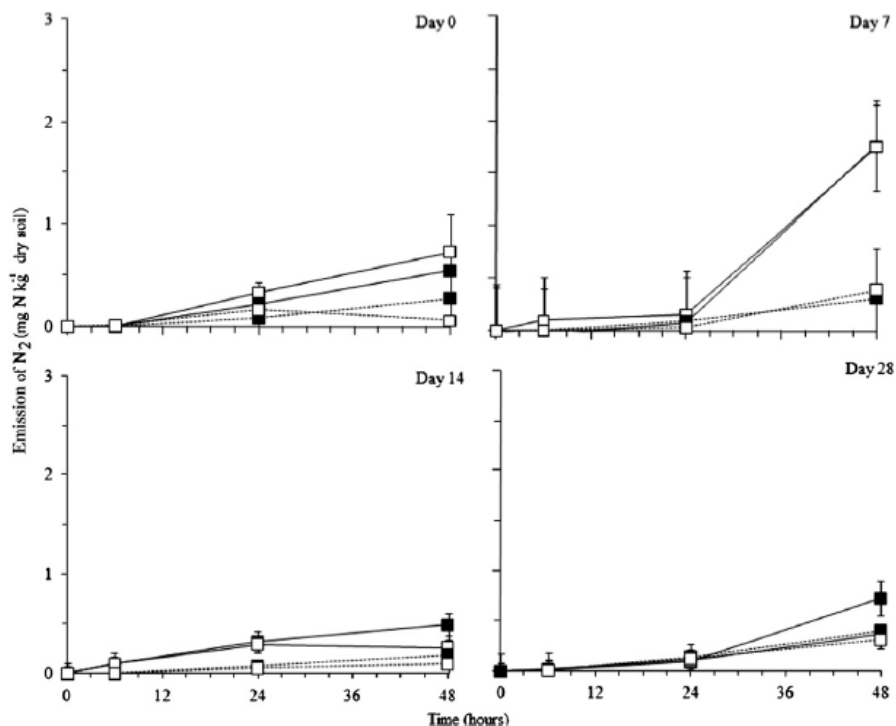 3
Day 0
Day 7
2
1
0
Emission of N₂ (mg N kg⁻¹ dry soil)
3
Day 14
Day 28
2
1
0
0 12 24 36 48
0 12 24 36 48
Time (hours)